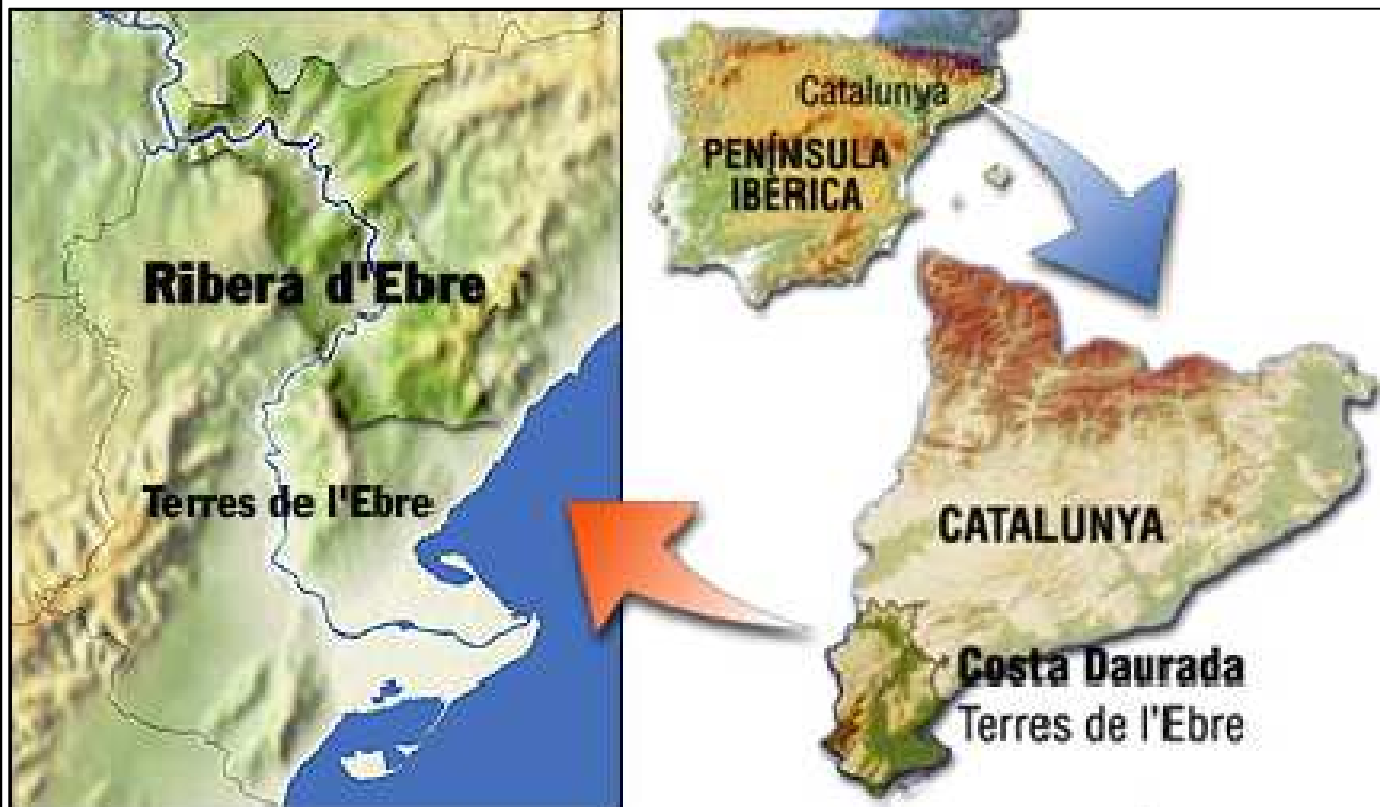 Ribera d'Ebre
Terres de l'Ebre
Catalunya
PENÍNSULA
IBÈRICA
CATALUNYA
Costa Daurada
Terres de l'Ebre